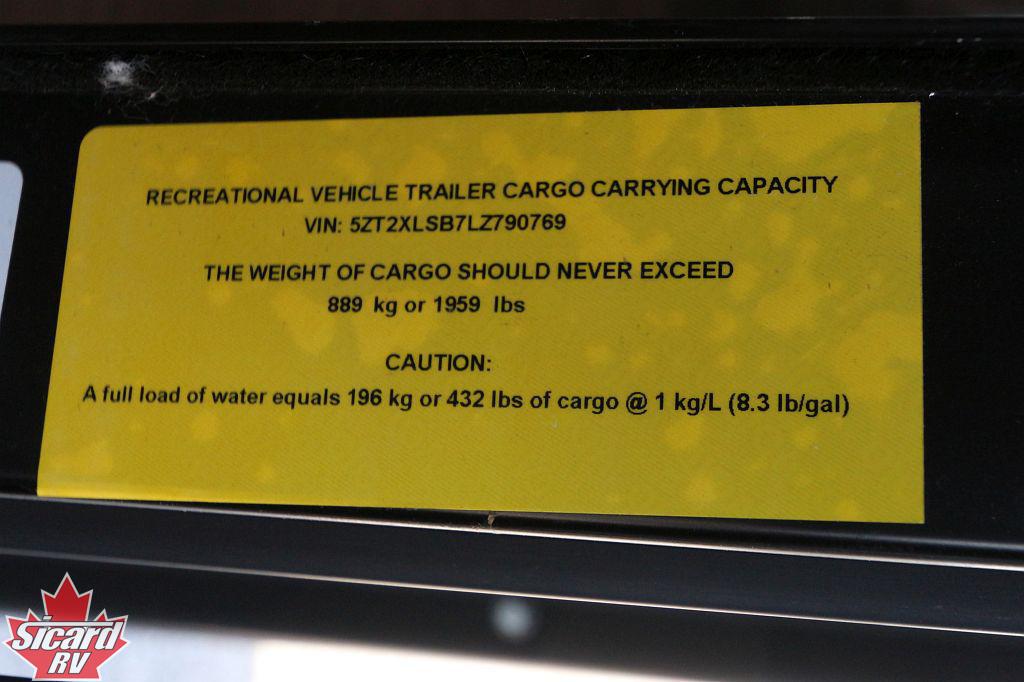 RECREATIONAL VEHICLE TRAILER CARGO CARRYING CAPACITY
VIN: 5ZT2XLSB7LZ790769
THE WEIGHT OF CARGO SHOULD NEVER EXCEED
889 kg or 1959 lbs
CAUTION:
A full load of water equals 196 kg or 432 lbs of cargo @ 1 kg/L (8.3 lb/gal)
Sicard
RV